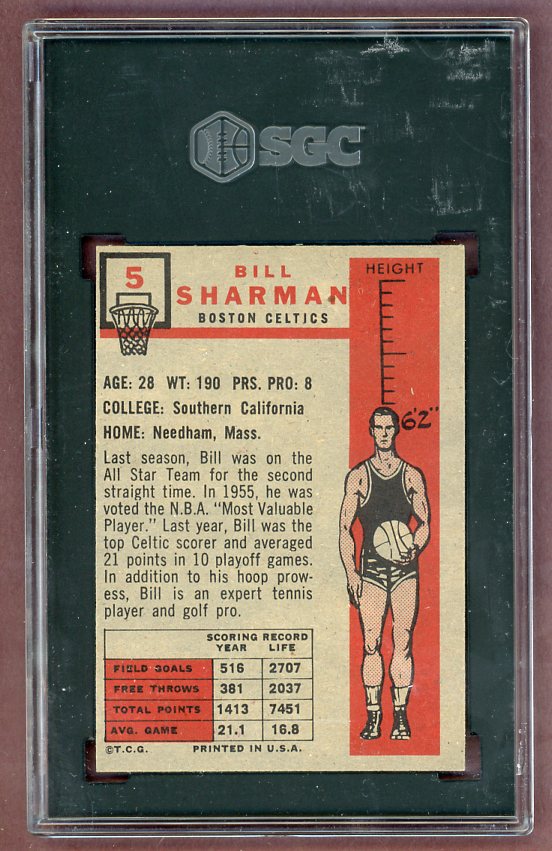 SGC
5
BILL
SHARMAN
BOSTON CELTICS
HEIGHT
6'2"
AGE: 28 WT: 190 PRS. PRO: 8
COLLEGE: Southern California
HOME: Needham, Mass.
Last season, Bill was on the
All Star Team for the second
straight time. In 1955, he was
voted the N.B.A. "Most Valuable
Player." Last year, Bill was the
top Celtic scorer and averaged
21 points in 10 playoff games.
In addition to his hoop prow-
ess, Bill is an expert tennis
player and golf pro.
SCORING RECORD
YEAR LIFE
FIELD GOALS 516 2707
FREE THROWS 381 2037
TOTAL POINTS 1413 7451
AVG. GAME 21.1 16.8
©T.C.G. PRINTED IN U.S.A.